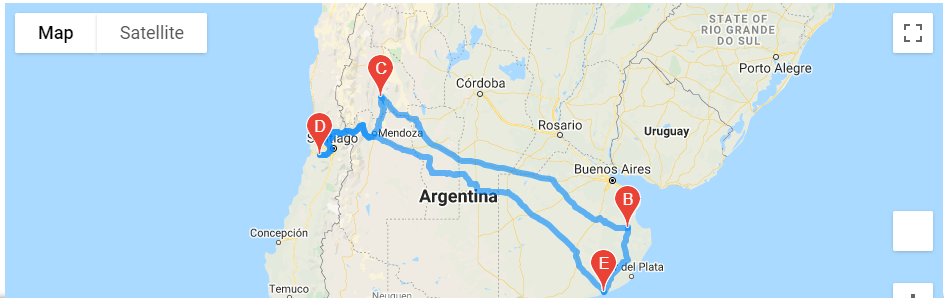 Map
Satellite
STATE OF
RIO GRANDE
DO SUL
Porto Alegre
C
Córdoba
D
Rosario
Mendoza
Uruguay
Buenos Aires
Argentina
B
Concepción
E
del Plata
Temuco
Neuquen